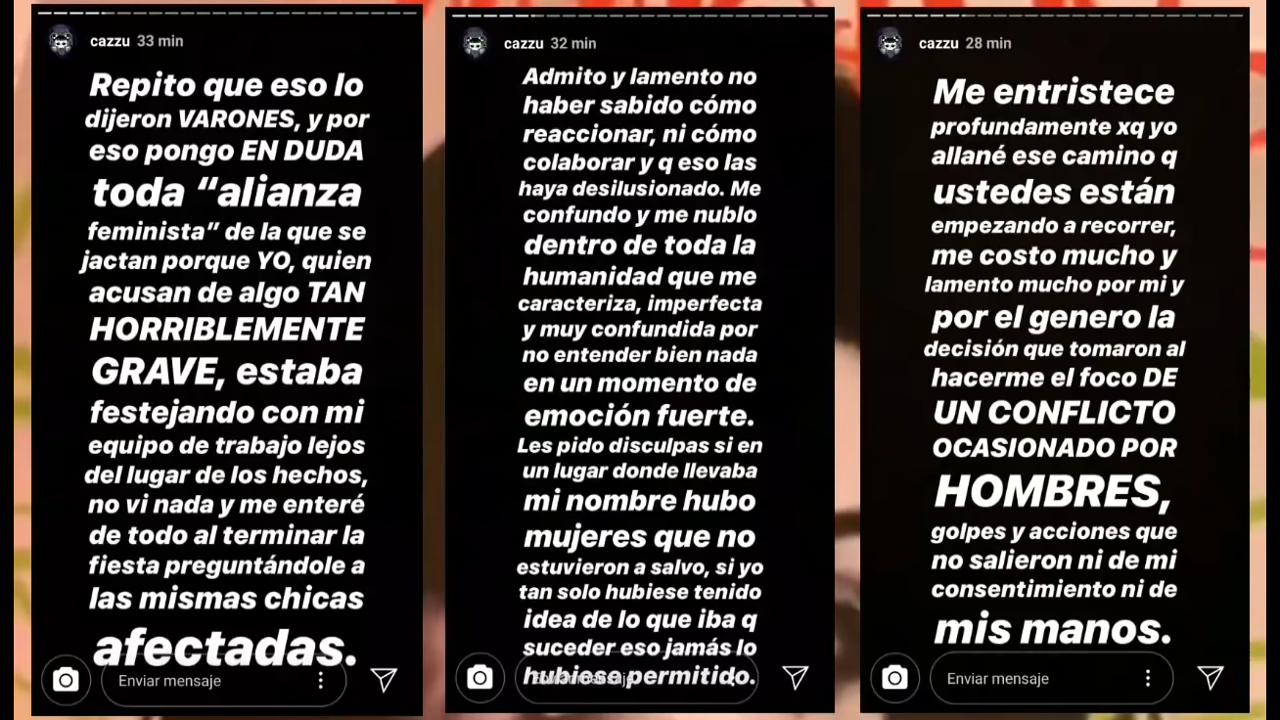 cazzu 33 min
Repito que eso lo
dijeron VARONES, y por
eso pongo EN DUDA
toda “alianza
feminista” de la que se
jactan porque YO, quien
acusan de algo TAN
HORRIBLEMENTE
GRAVE, estaba
festejando con mi
equipo de trabajo lejos
del lugar de los hechos,
no vi nada y me enteré
de todo al terminar la
fiesta preguntándole a
las mismas chicas
afectadas.
Enviar mensaje
cazzu 32 min
Admito y lamento no
haber sabido cómo
reaccionar, ni cómo
colaborar y q eso las
haya desilusionado. Me
confundo y me nublo
dentro de toda la
humanidad que me
caracteriza, imperfecta
y muy confundida por
no entender bien nada
en un momento de
emoción fuerte.
Les pido disculpas si en
un lugar donde llevaba
mi nombre hubo
mujeres que no
estuvieron a salvo, si yo
tan solo hubiese tenido
idea de lo que iba q
suceder eso jamás lo
hubiese permitido.
Enviar mensaje
cazzu 28 min
Me entristece
profundamente xq yo
allané ese camino q
ustedes están
empezando a recorrer,
me costo mucho y
lamento mucho por mi y
por el genero la
decisión que tomaron al
hacerme el foco DE
UN CONFLICTO
OCASIONADO POR
HOMBRES,
golpes y acciones que
no salieron ni de mi
consentimiento ni de
mis manos.
Enviar mensaje